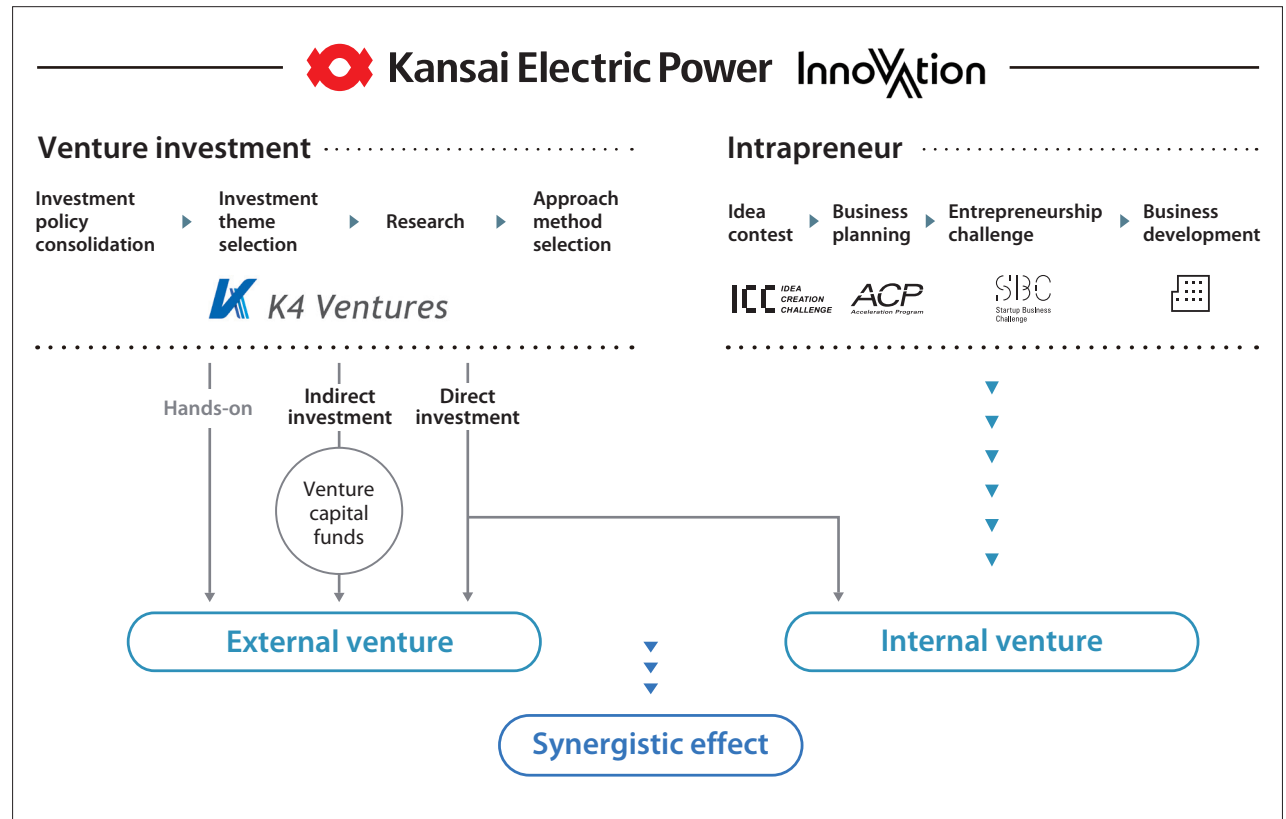 Kansai Electric Power InnoVAtion
Venture investment
Investment
policy
consolidation
Investment
theme
selection
Research
Approach
method
selection
K4 Ventures
Intrapreneur
Idea
contest
Business
planning
Entrepreneurship
challenge
Business
development
ICC IDEA
CREATION
CHALLENGE
ACP
Acceleration Program
SBC
Startup Business
Challenge
Hands-on
Indirect
investment
Direct
investment
Venture
capital
funds
External venture
Internal venture
Synergistic effect